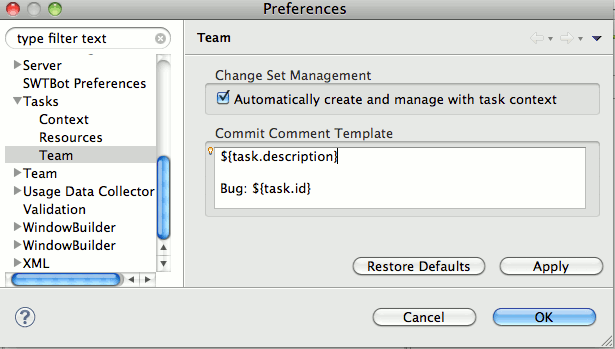 Preferences
type filter text
Server
SWTBot Preferences
Tasks
Context
Resources
Team
Team
Usage Data Collector
Validation
WindowBuilder
WindowBuilder
XML
Team
Change Set Management
Automatically create and manage with task context
Commit Comment Template
${task.description}
Bug: ${task.id}
Restore Defaults
Apply
?
Cancel
OK